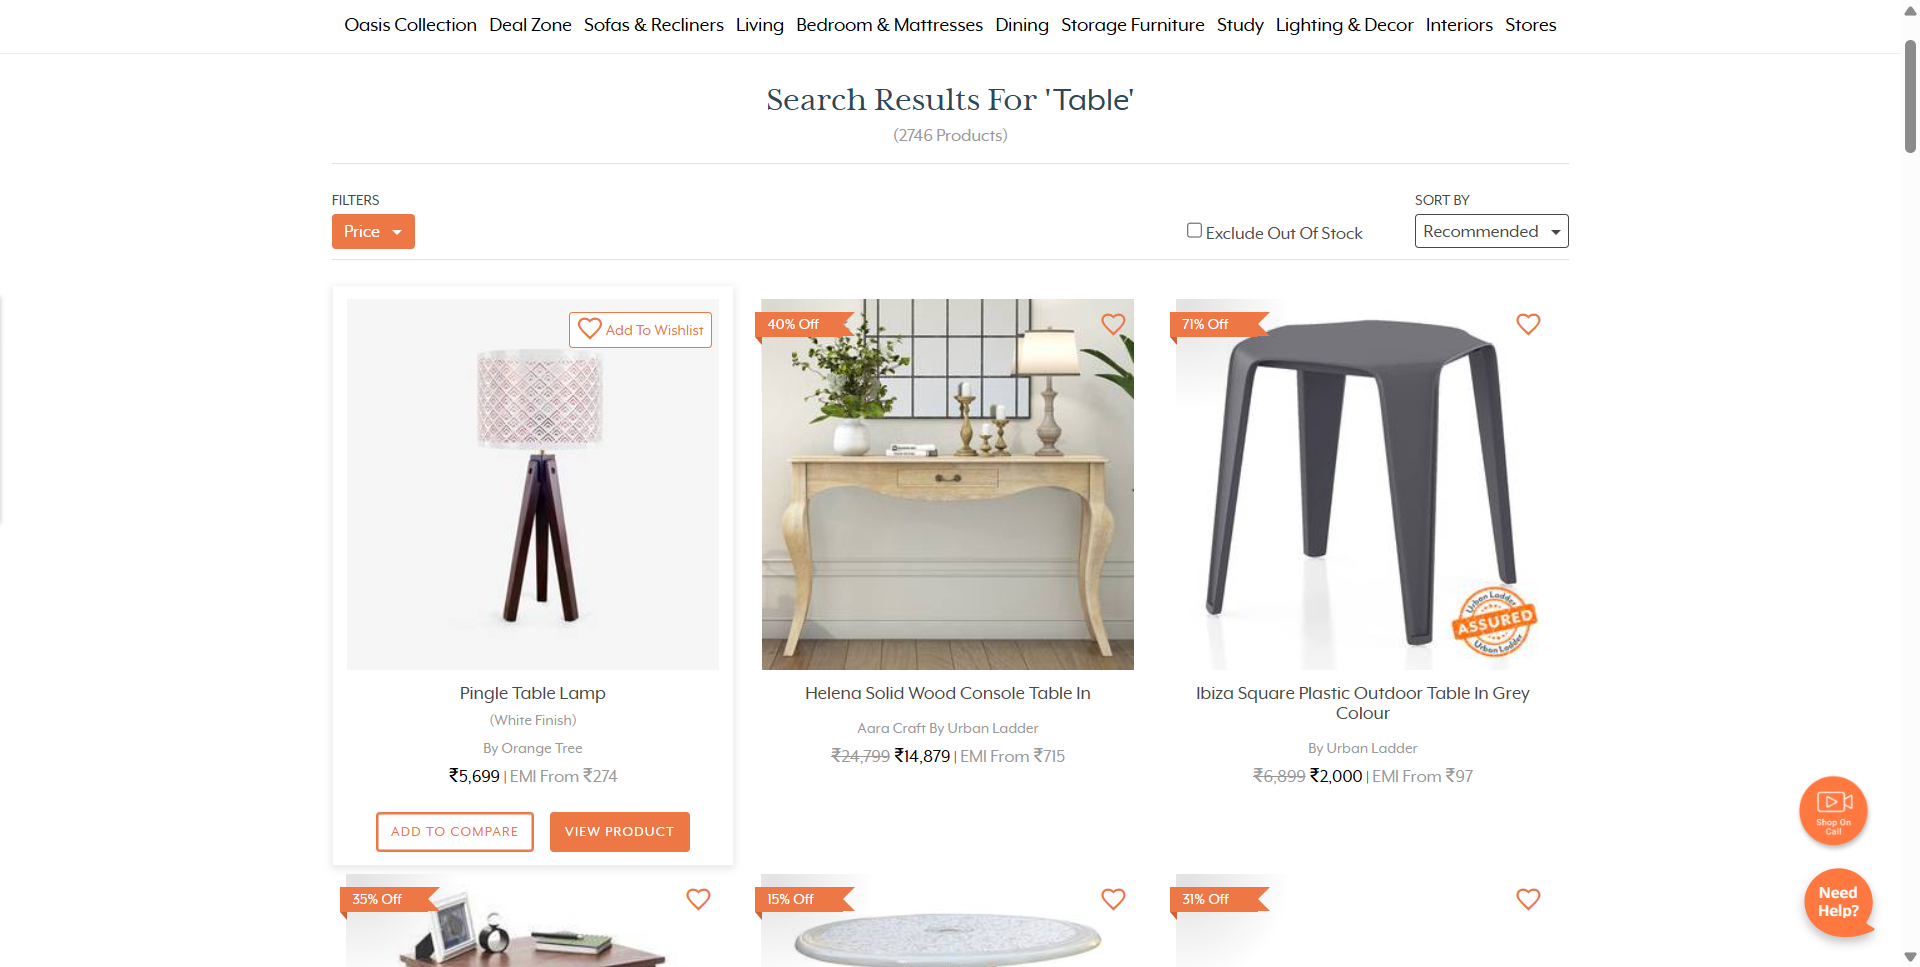 Oasis Collection Deal Zone Sofas & Recliners Living Bedroom & Mattresses Dining Storage Furniture Study Lighting & Decor Interiors Stores
Search Results For 'Table'
(2746 Products)
FILTERS
SORT BY
Price
Exclude Out Of Stock
Recommended
Add To Wishlist
40% Off
71% Off
Urban Ladder
ASSURED
Urban Ladder
Pingle Table Lamp
(White Finish)
By Orange Tree
₹5,699 | EMI From ₹274
ADD TO COMPARE
VIEW PRODUCT
Helena Solid Wood Console Table In
Aara Craft By Urban Ladder
₹24,799 ₹14,879 | EMI From ₹715
Ibiza Square Plastic Outdoor Table In Grey
Colour
By Urban Ladder
₹6,899 ₹2,000 | EMI From ₹97
Shop On
Call
Need
Help?
35% Off
15% Off
31% Off